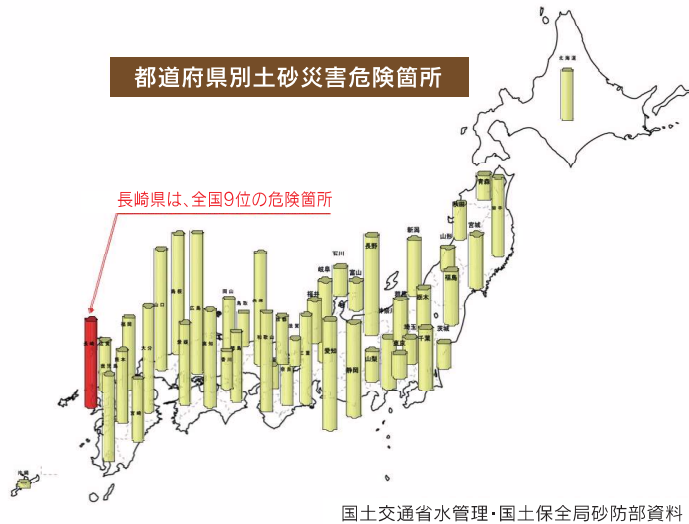 都道府県別土砂災害危険箇所
長崎県は、全国9位の危険箇所
北海道
青森
秋田
岩手
宮城
山形
新潟
福島
長野
石川
富山
岐阜
福井
群馬
栃木
神奈川
埼玉
茨城
千葉
東京
山梨
静岡
愛知
三重
滋賀
京都
奈良
和歌山
兵庫
鳥取
岡山
広島
島根
山口
香川
徳島
高知
愛媛
福岡
大分
長崎
佐賀
熊本
鹿児島
宮崎
沖縄
国土交通省水管理・国土保全局砂防部資料